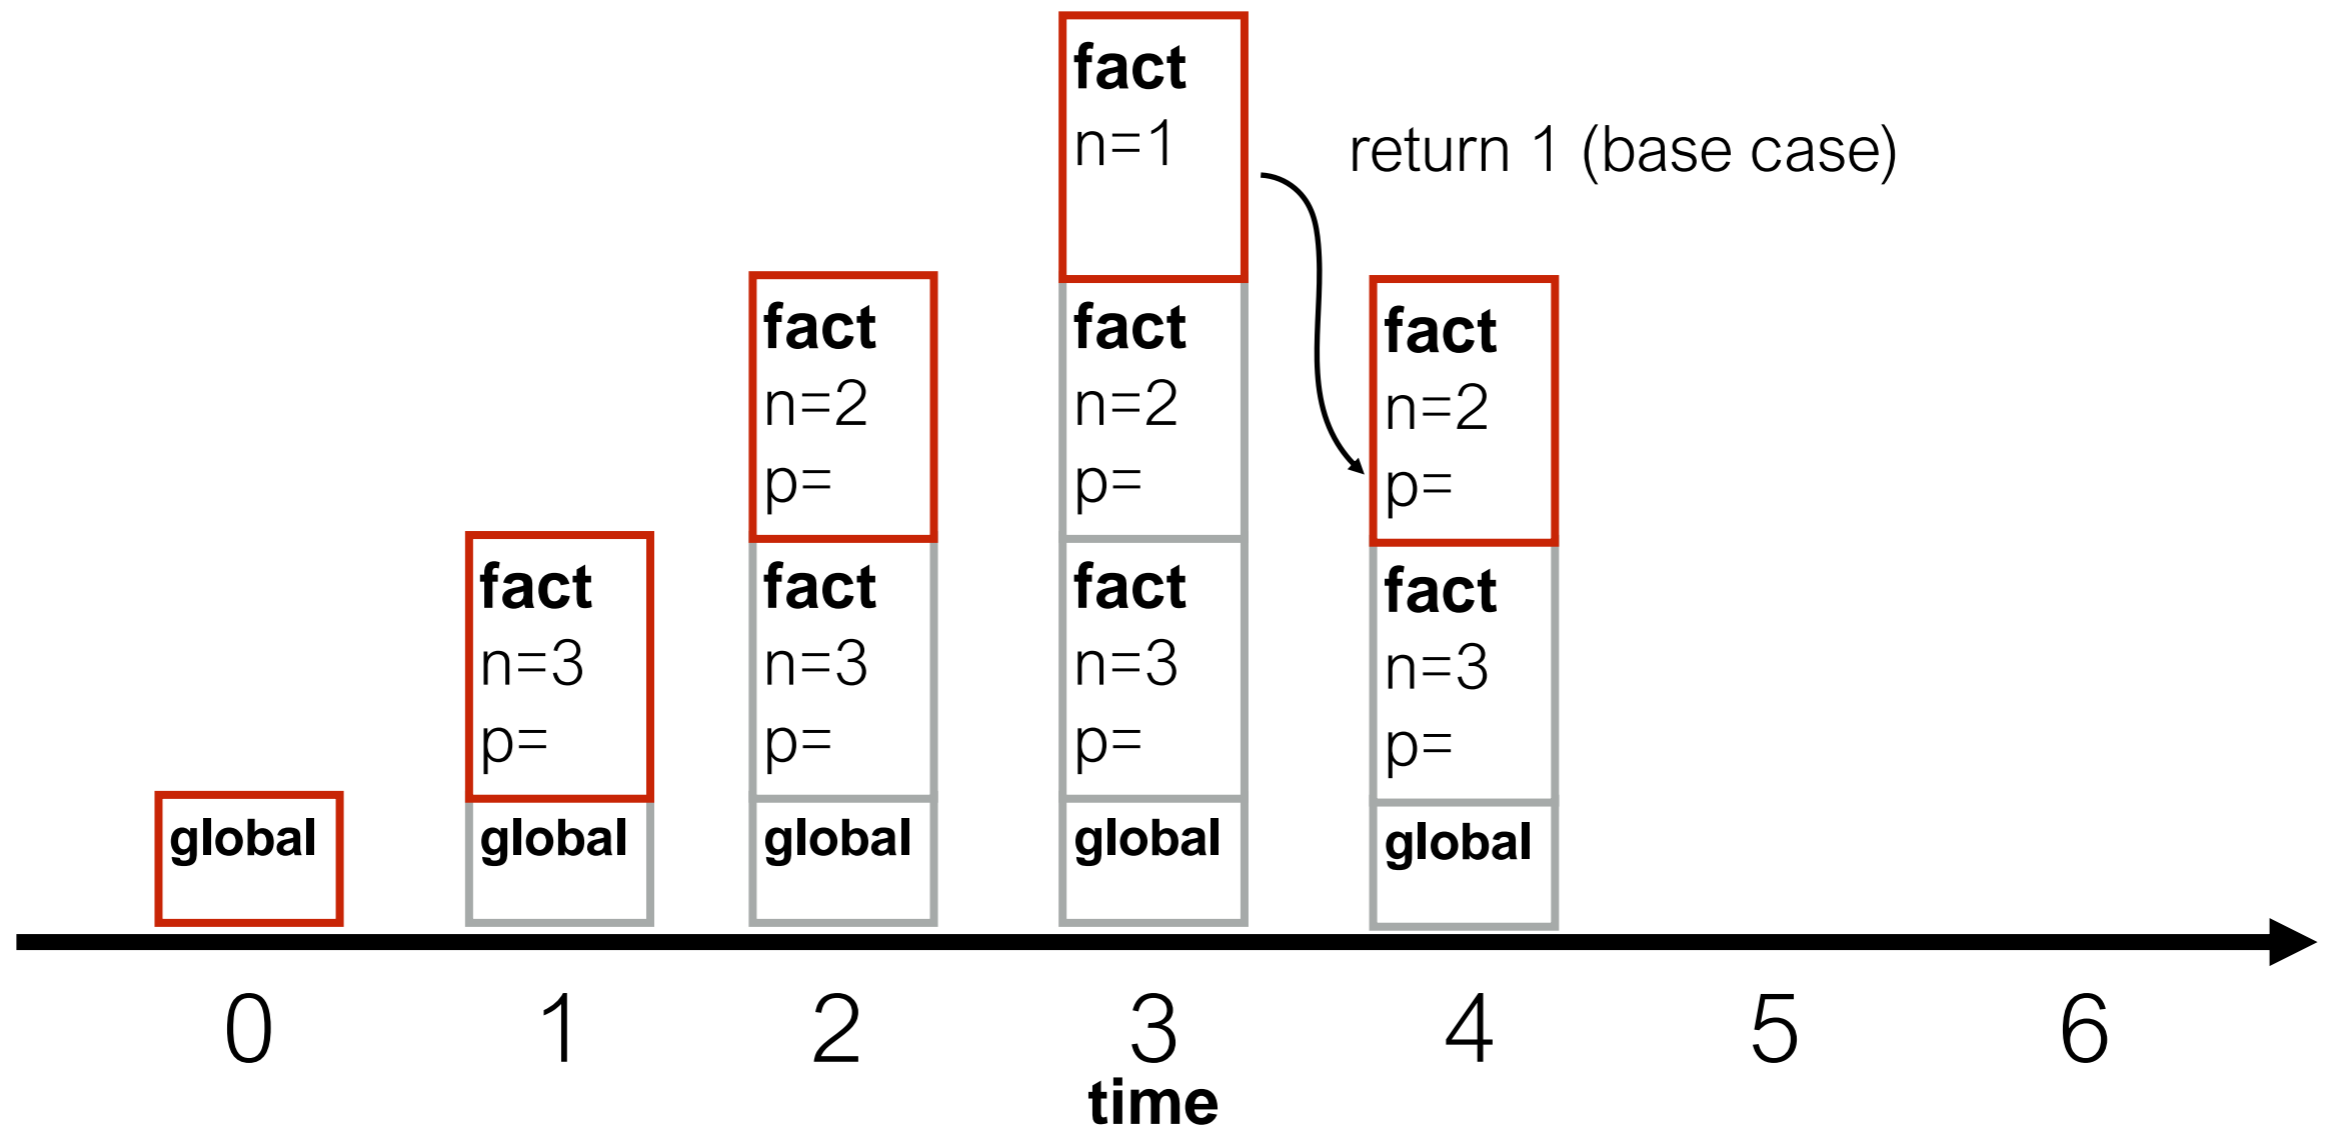 fact
n=1
return 1 (base case)
fact
n=2
p=
fact
n=2
p=
fact
n=2
p=
fact
n=3
p=
fact
n=3
p=
fact
n=3
p=
fact
n=3
p=
global
global
global
global
global
0 1 2 3 4 5 6
time